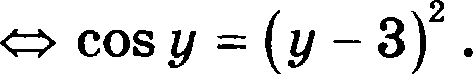 ⇔ cos y = (y − 3)² .